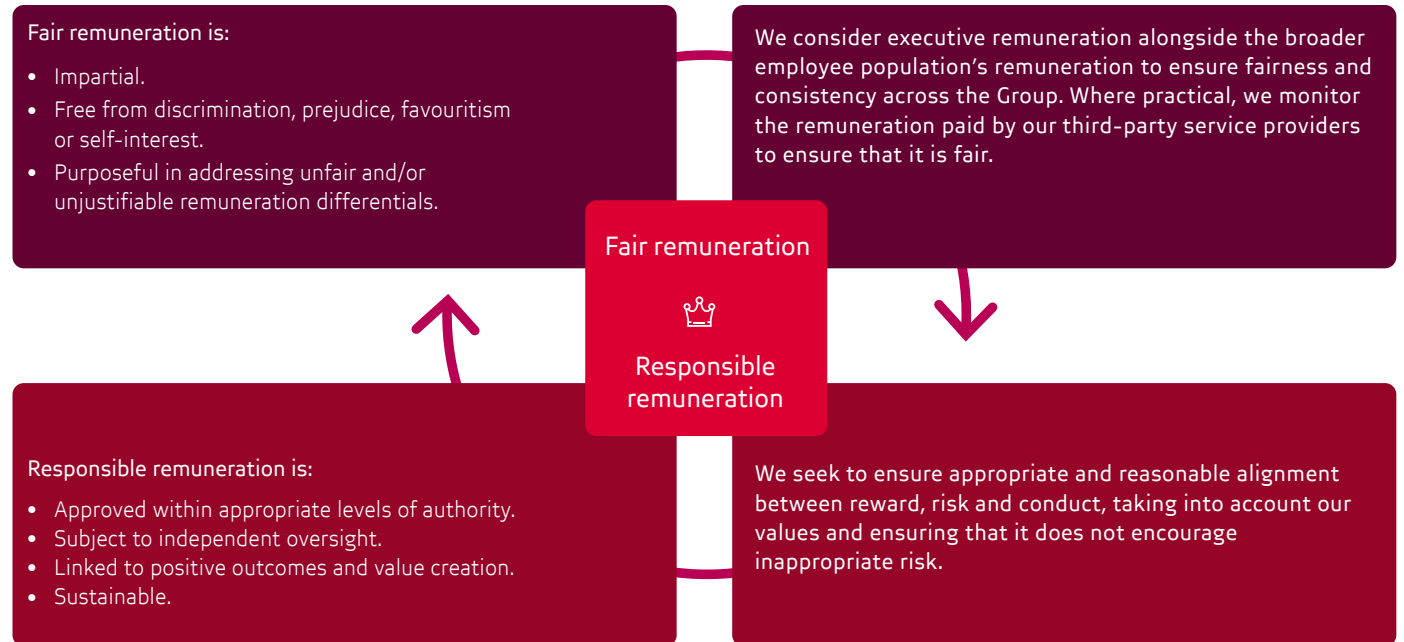 Fair remuneration is:
• Impartial.
• Free from discrimination, prejudice, favouritism
or self-interest.
• Purposeful in addressing unfair and/or
unjustifiable remuneration differentials.
We consider executive remuneration alongside the broader
employee population's remuneration to ensure fairness and
consistency across the Group. Where practical, we monitor
the remuneration paid by our third-party service providers
to ensure that it is fair.
Fair remuneration
Responsible
remuneration
Responsible remuneration is:
• Approved within appropriate levels of authority.
• Subject to independent oversight.
• Linked to positive outcomes and value creation.
• Sustainable.
We seek to ensure appropriate and reasonable alignment
between reward, risk and conduct, taking into account our
values and ensuring that it does not encourage
inappropriate risk.